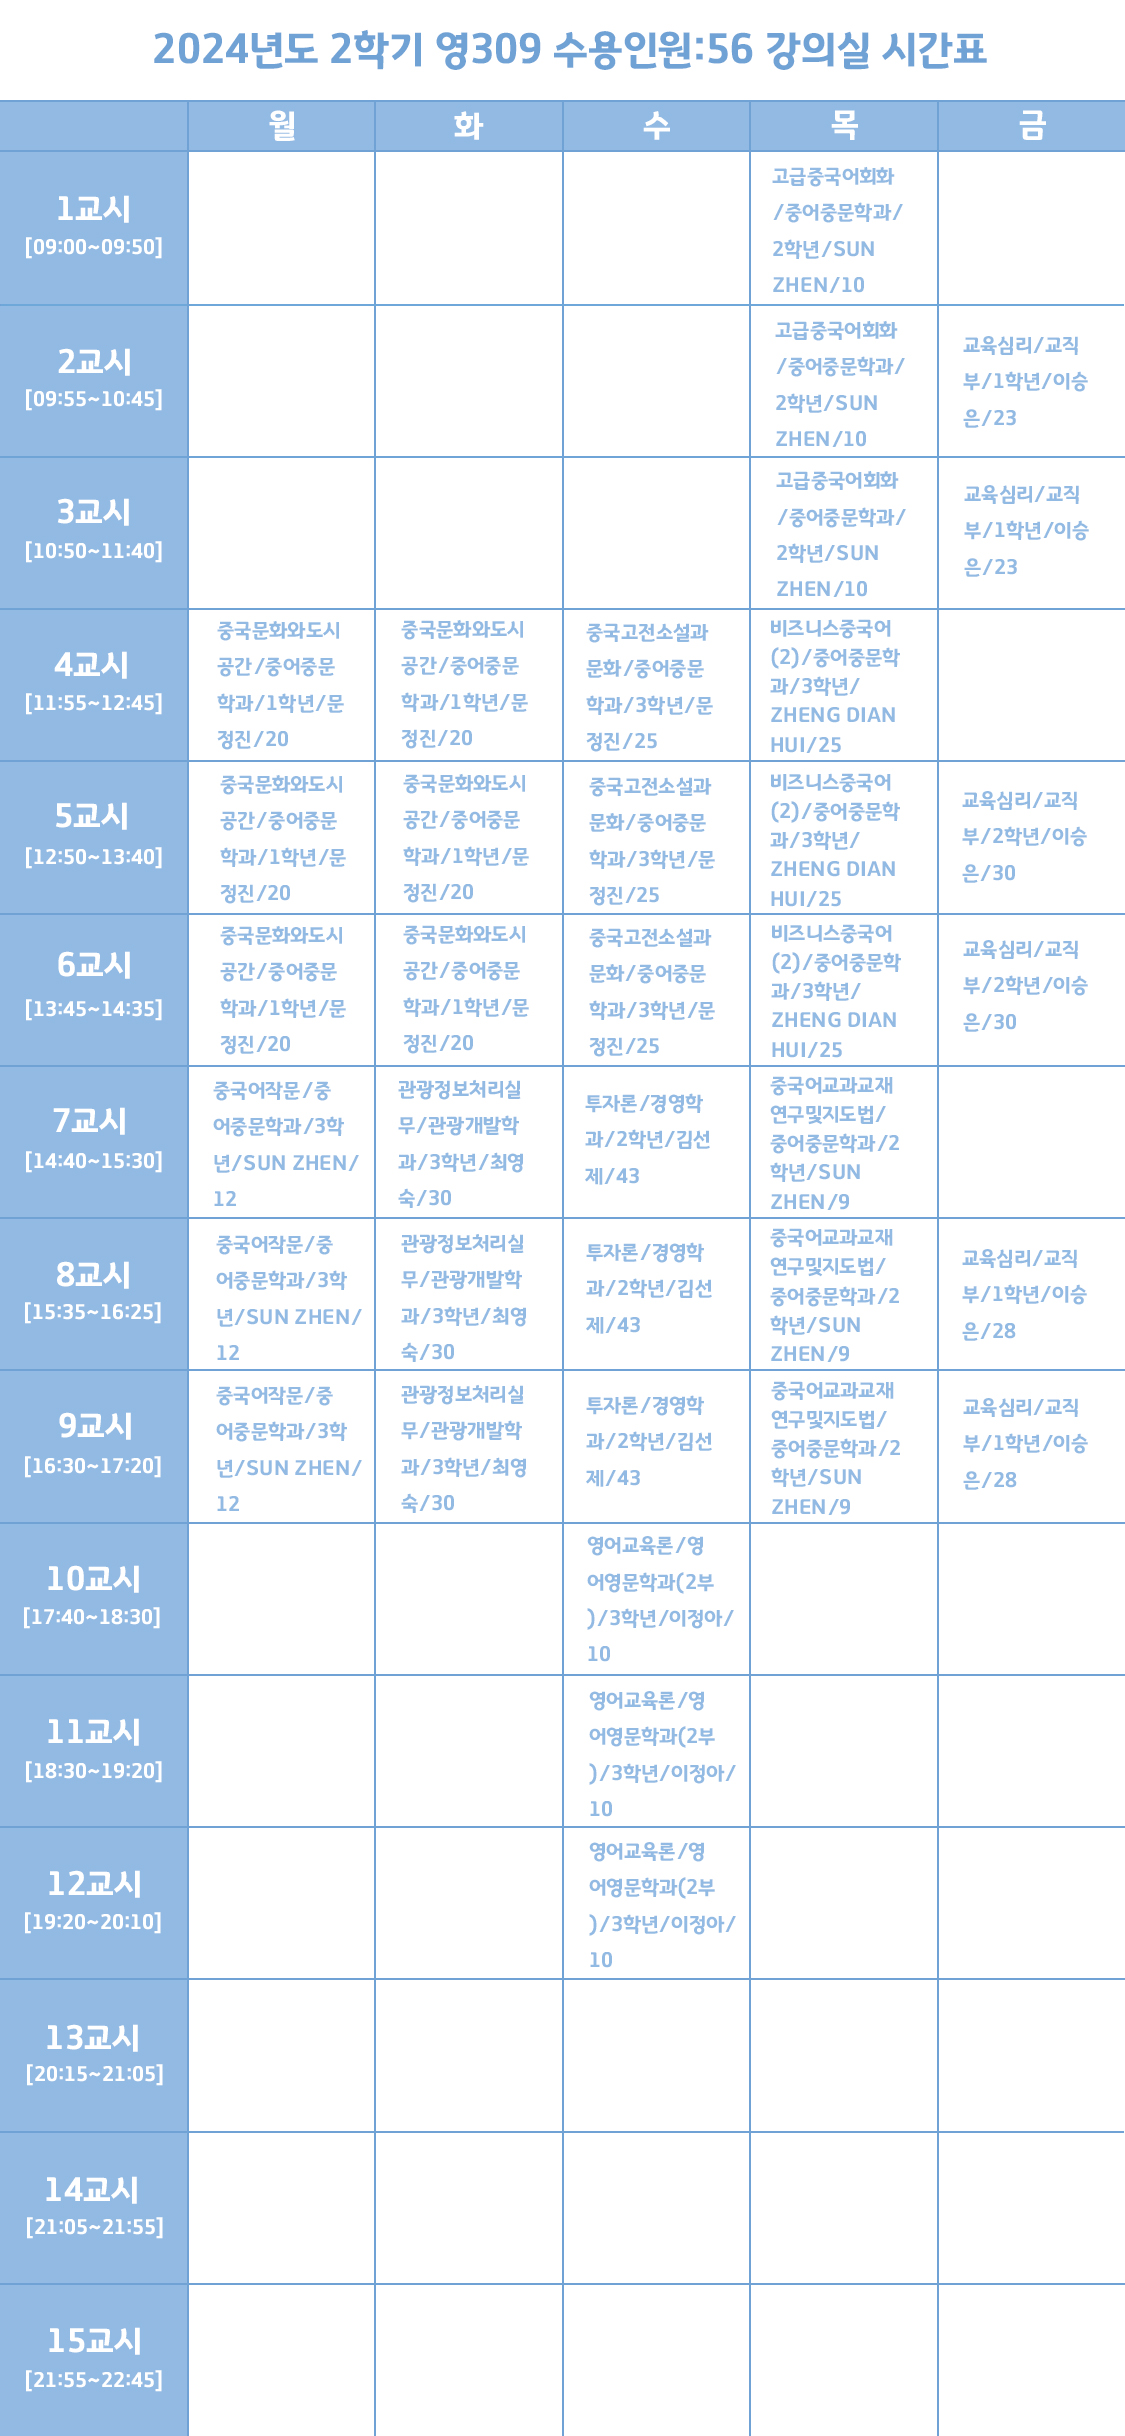 2024년도 2학기 영309 수용인원:56 강의실 시간표
월 화 수 목 금
1교시
[09:00~09:50]
고급중국어회화
/중어중문학과/
2학년/SUN
ZHEN/10
2교시
[09:55~10:45]
고급중국어회화
/중어중문학과/
2학년/SUN
ZHEN/10
교육심리/교직
부/1학년/이승
은/23
3교시
[10:50~11:40]
고급중국어회화
/중어중문학과/
2학년/SUN
ZHEN/10
교육심리/교직
부/1학년/이승
은/23
4교시
[11:55~12:45]
중국문화와도시
공간/중어중문
학과/1학년/문
정진/20
중국문화와도시
공간/중어중문
학과/1학년/문
정진/20
중국고전소설과
문화/중어중문
학과/3학년/문
정진/25
비즈니스중국어
(2)/중어중문학
과/3학년/
ZHENG DIAN
HUI/25
5교시
[12:50~13:40]
중국문화와도시
공간/중어중문
학과/1학년/문
정진/20
중국문화와도시
공간/중어중문
학과/1학년/문
정진/20
중국고전소설과
문화/중어중문
학과/3학년/문
정진/25
비즈니스중국어
(2)/중어중문학
과/3학년/
ZHENG DIAN
HUI/25
교육심리/교직
부/2학년/이승
은/30
6교시
[13:45~14:35]
중국문화와도시
공간/중어중문
학과/1학년/문
정진/20
중국문화와도시
공간/중어중문
학과/1학년/문
정진/20
중국고전소설과
문화/중어중문
학과/3학년/문
정진/25
비즈니스중국어
(2)/중어중문학
과/3학년/
ZHENG DIAN
HUI/25
교육심리/교직
부/2학년/이승
은/30
7교시
[14:40~15:30]
중국어작문/중
어중문학과/3학
년/SUN ZHEN/
12
관광정보처리실
무/관광개발학
과/3학년/최영
숙/30
투자론/경영학
과/2학년/김선
제/43
중국어교과교재
연구및지도법/
중어중문학과/2
학년/SUN
ZHEN/9
8교시
[15:35~16:25]
중국어작문/중
어중문학과/3학
년/SUN ZHEN/
12
관광정보처리실
무/관광개발학
과/3학년/최영
숙/30
투자론/경영학
과/2학년/김선
제/43
중국어교과교재
연구및지도법/
중어중문학과/2
학년/SUN
ZHEN/9
교육심리/교직
부/1학년/이승
은/28
9교시
[16:30~17:20]
중국어작문/중
어중문학과/3학
년/SUN ZHEN/
12
관광정보처리실
무/관광개발학
과/3학년/최영
숙/30
투자론/경영학
과/2학년/김선
제/43
중국어교과교재
연구및지도법/
중어중문학과/2
학년/SUN
ZHEN/9
교육심리/교직
부/1학년/이승
은/28
10교시
[17:40~18:30]
영어교육론/영
어영문학과(2부
)/3학년/이정아/
10
11교시
[18:30~19:20]
영어교육론/영
어영문학과(2부
)/3학년/이정아/
10
12교시
[19:20~20:10]
영어교육론/영
어영문학과(2부
)/3학년/이정아/
10
13교시
[20:15~21:05]
14교시
[21:05~21:55]
15교시
[21:55~22:45]